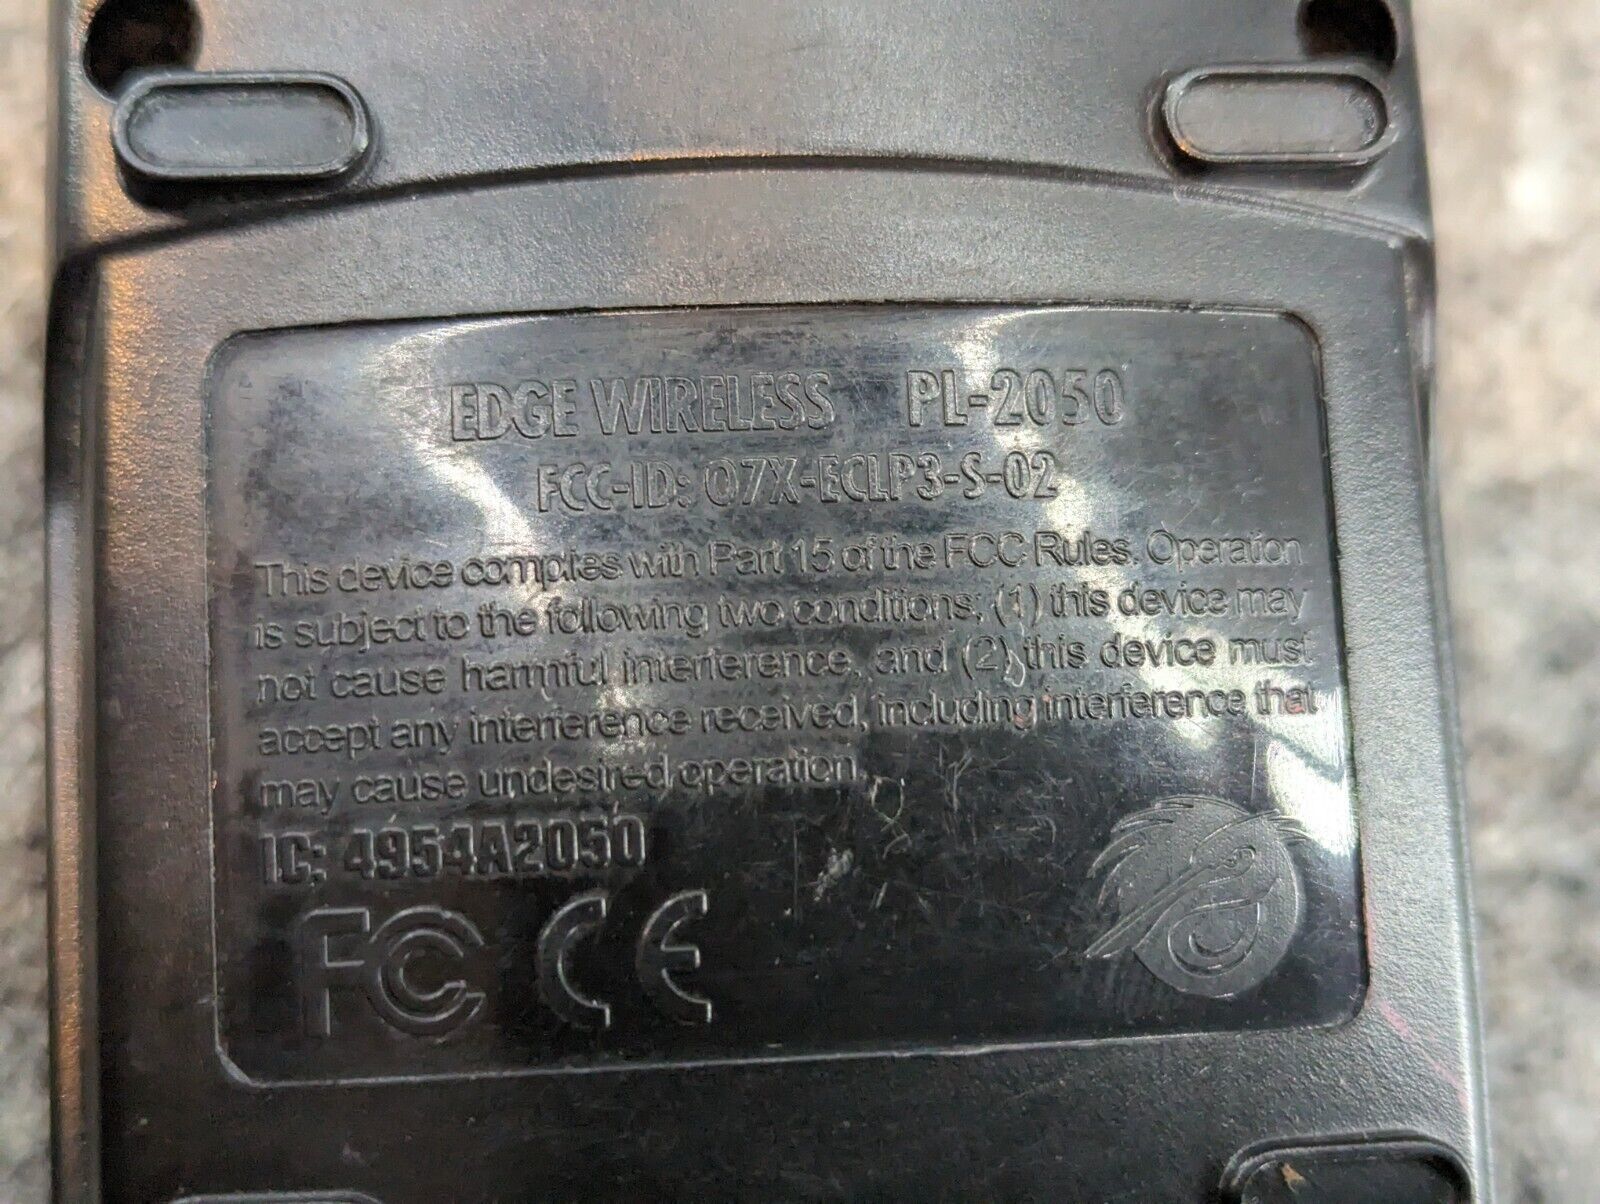 EDGE WIRELESS PL-2050
FCC-ID: O7X-ECLP3-S-02
This device complies with Part 15 of the FCC Rules. Operation
is subject to the following two conditions; (1) this device may
not cause harmful interference, and (2) this device must
accept any interference received, including interference that
may cause undesired operation.
IC: 4954A2050
FC CE